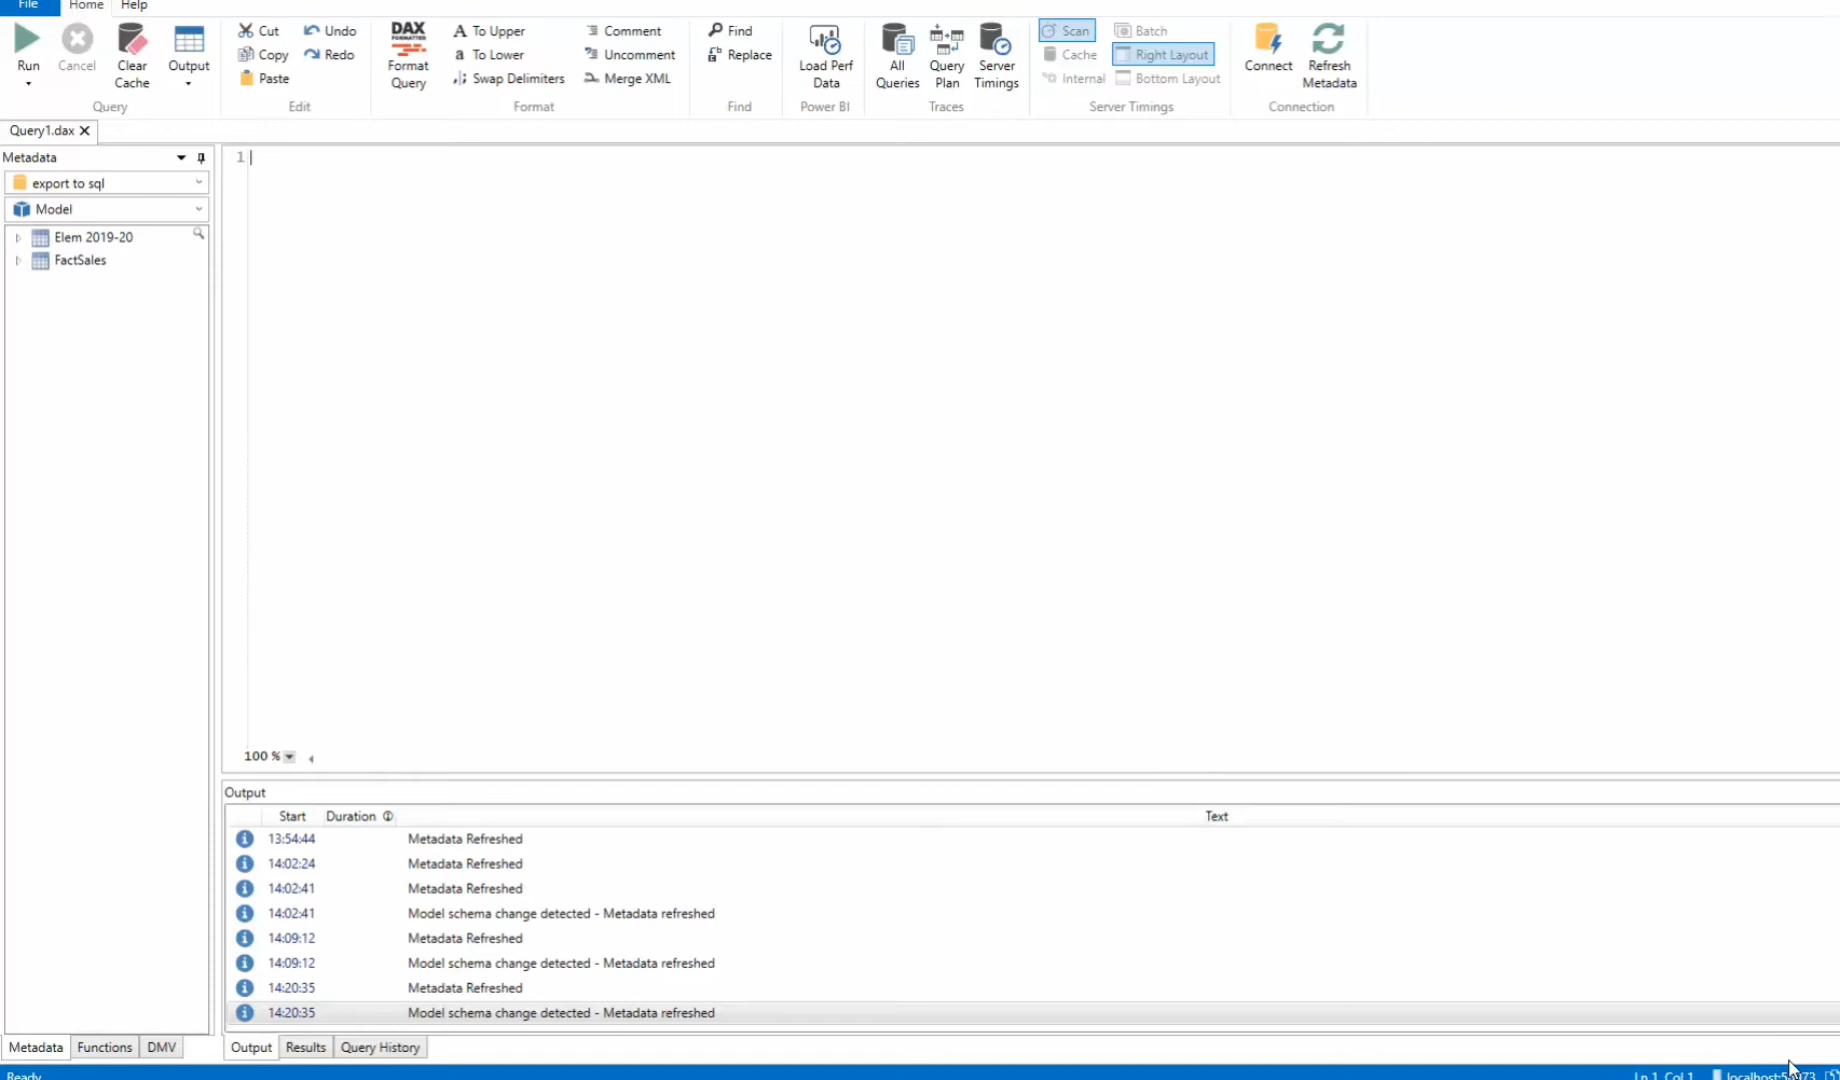 File Home Help
Run Cancel Clear Cache Output
Query
Cut Undo
Copy Redo
Paste
Edit
DAX FORMATTER
Format Query
A To Upper Comment
a To Lower Uncomment
Swap Delimiters Merge XML
Format
Find
Replace
Find
Load Perf Data
Power BI
All Queries Query Plan Server Timings
Traces
Scan Batch
Cache Right Layout
Internal Bottom Layout
Server Timings
Connect Refresh Metadata
Connection
Query1.dax
Metadata
export to sql
Model
Elem 2019-20
FactSales
1
100 %
Output
Start Duration Text
13:54:44 Metadata Refreshed
14:02:24 Metadata Refreshed
14:02:41 Metadata Refreshed
14:02:41 Model schema change detected - Metadata refreshed
14:09:12 Metadata Refreshed
14:09:12 Model schema change detected - Metadata refreshed
14:20:35 Metadata Refreshed
14:20:35 Model schema change detected - Metadata refreshed
Metadata Functions DMV
Output Results Query History
Ready Ln 1, Col 1